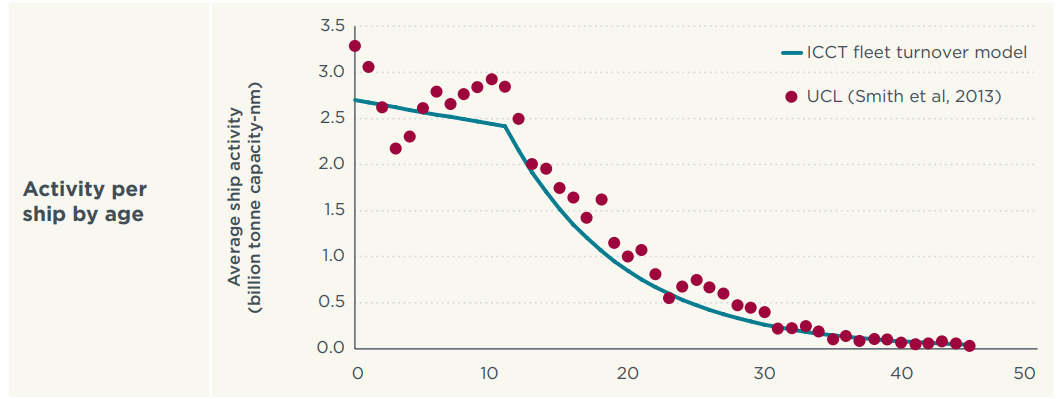 Activity per
ship by age
Average ship activity
(billion tonne capacity-nm)
3.5
3.0
2.5
2.0
1.5
1.0
0.5
0.0
0 10 20 30 40 50
ICCT fleet turnover model
UCL (Smith et al, 2013)